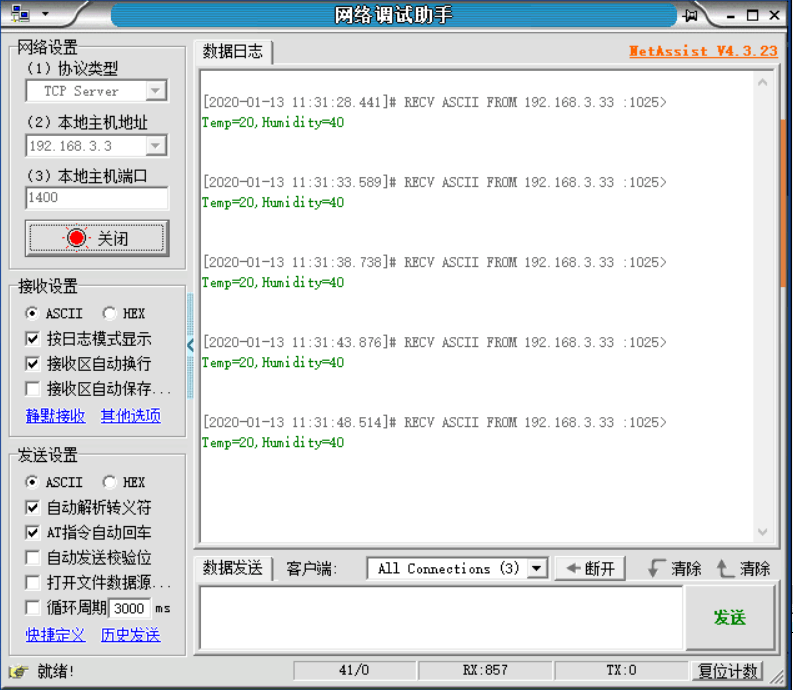 网络调试助手
网络设置
(1) 协议类型
TCP Server
(2) 本地主机地址
192.168.3.3
(3) 本地主机端口
1400
关闭
接收设置
ASCII HEX
按日志模式显示
接收区自动换行
接收区自动保存...
静默接收 其他选项
发送设置
ASCII HEX
自动解析转义符
AT指令自动回车
自动发送校验位
打开文件数据源...
循环周期 3000 ms
快捷定义 历史发送
数据日志
NetAssist V4.3.23
[2020-01-13 11:31:28.441]# RECV ASCII FROM 192.168.3.33 :1025>
Temp=20,Humidity=40
[2020-01-13 11:31:33.589]# RECV ASCII FROM 192.168.3.33 :1025>
Temp=20,Humidity=40
[2020-01-13 11:31:38.738]# RECV ASCII FROM 192.168.3.33 :1025>
Temp=20,Humidity=40
[2020-01-13 11:31:43.876]# RECV ASCII FROM 192.168.3.33 :1025>
Temp=20,Humidity=40
[2020-01-13 11:31:48.514]# RECV ASCII FROM 192.168.3.33 :1025>
Temp=20,Humidity=40
数据发送 客户端: All Connections (3) 断开 清除 清除
发送
就绪! 41/0 RX:857 TX:0 复位计数